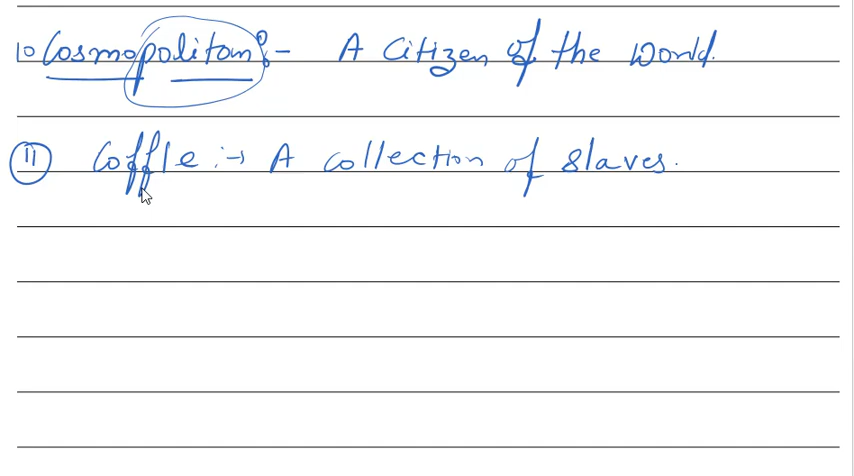 10 Cosmopolitan :- A Citizen of the World.
11 Coffle :→ A collection of slaves.